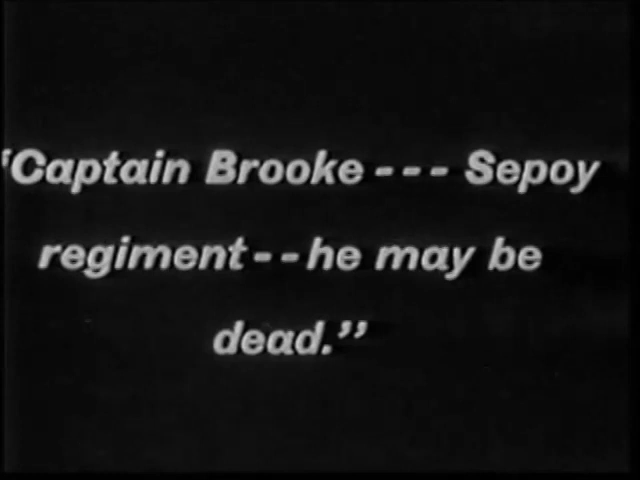 "Captain Brooke --- Sepoy
regiment--he may be
dead.”